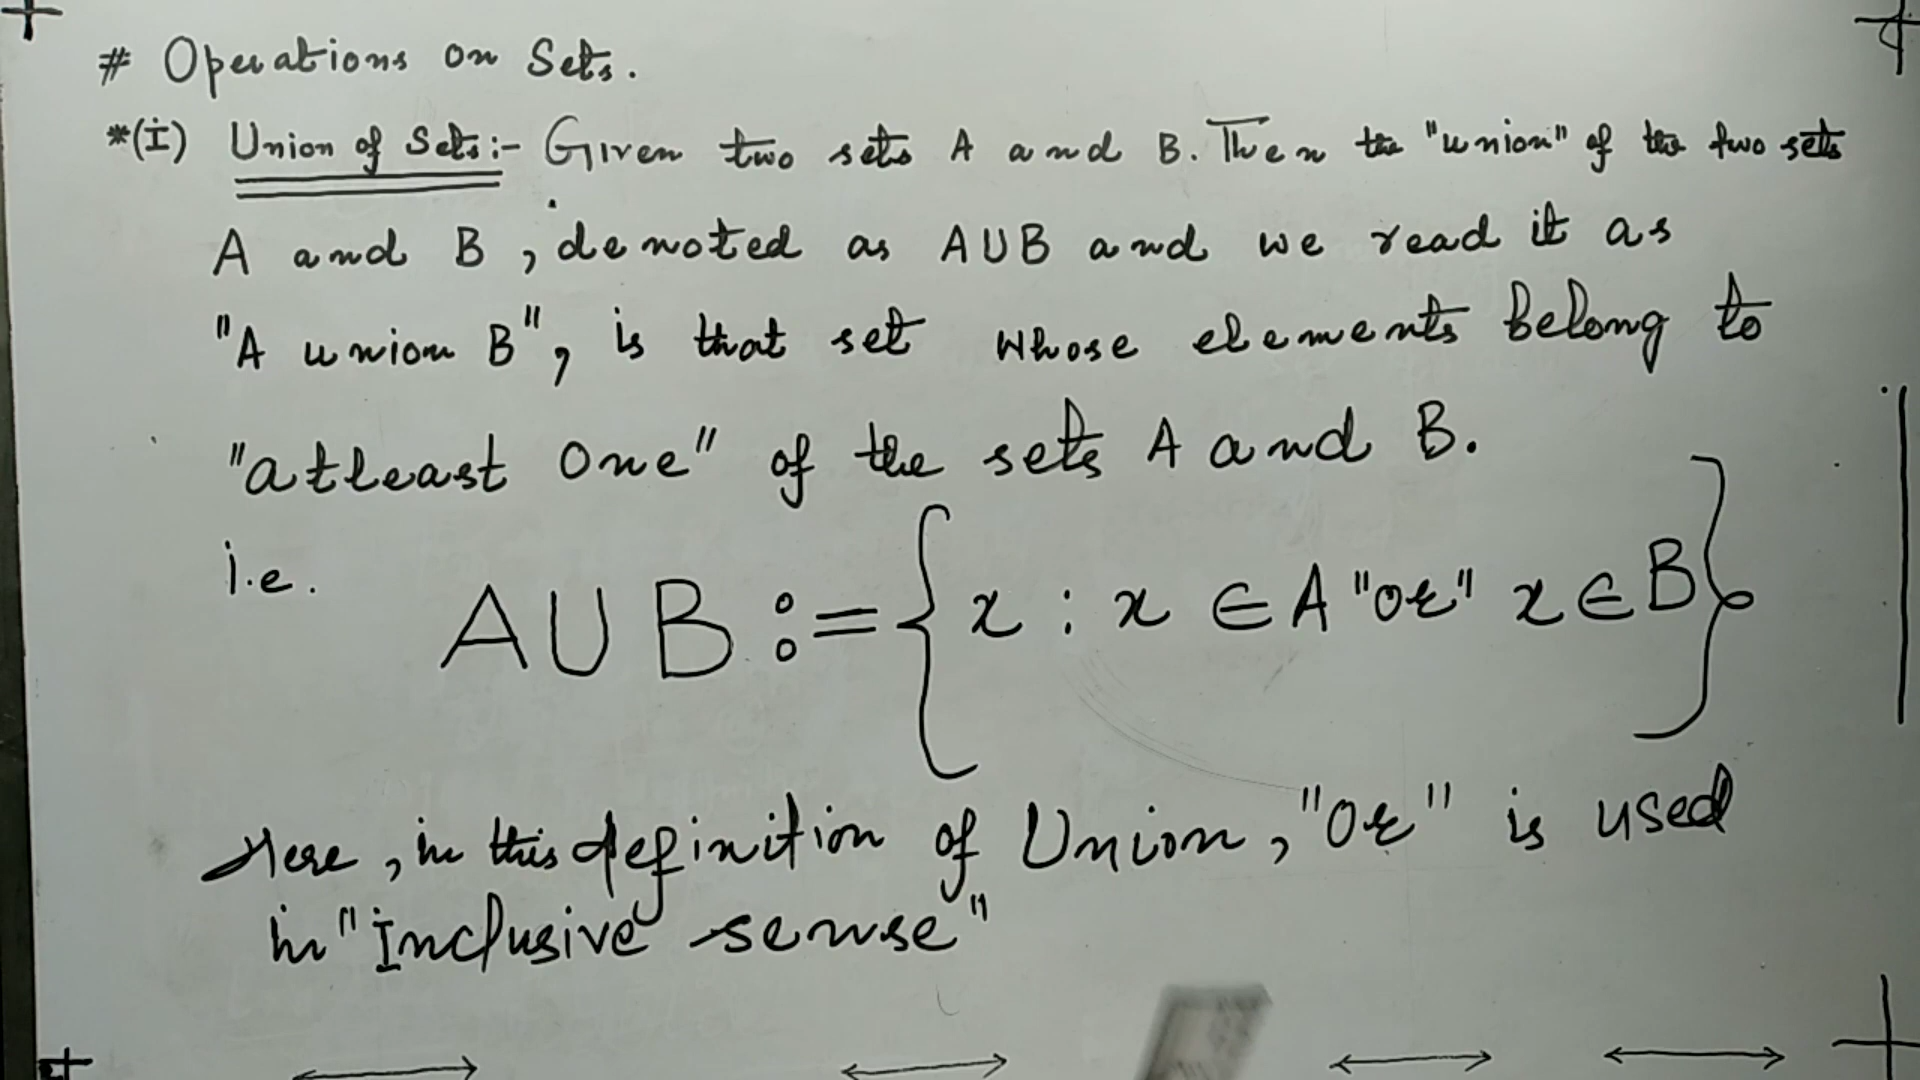 # Operations on Sets.
*(I) Union of Sets:- Given two sets A and B. Then the "union" of the two sets
A and B, denoted as A∪B and we read it as
"A union B", is that set whose elements belong to
"atleast one" of the sets A and B.
i.e. A∪B := {x : x ∈ A "or" x ∈ B}
Here, in this definition of Union, "Or" is used
in "Inclusive sense"